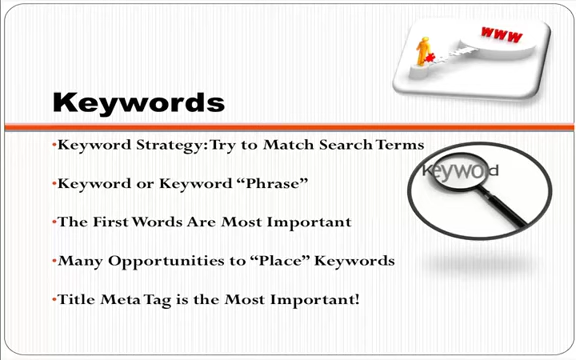 www
Keywords
•Keyword Strategy: Try to Match Search Terms
Keyword
•Keyword or Keyword “Phrase”
•The First Words Are Most Important
•Many Opportunities to “Place” Keywords
•Title Meta Tag is the Most Important!